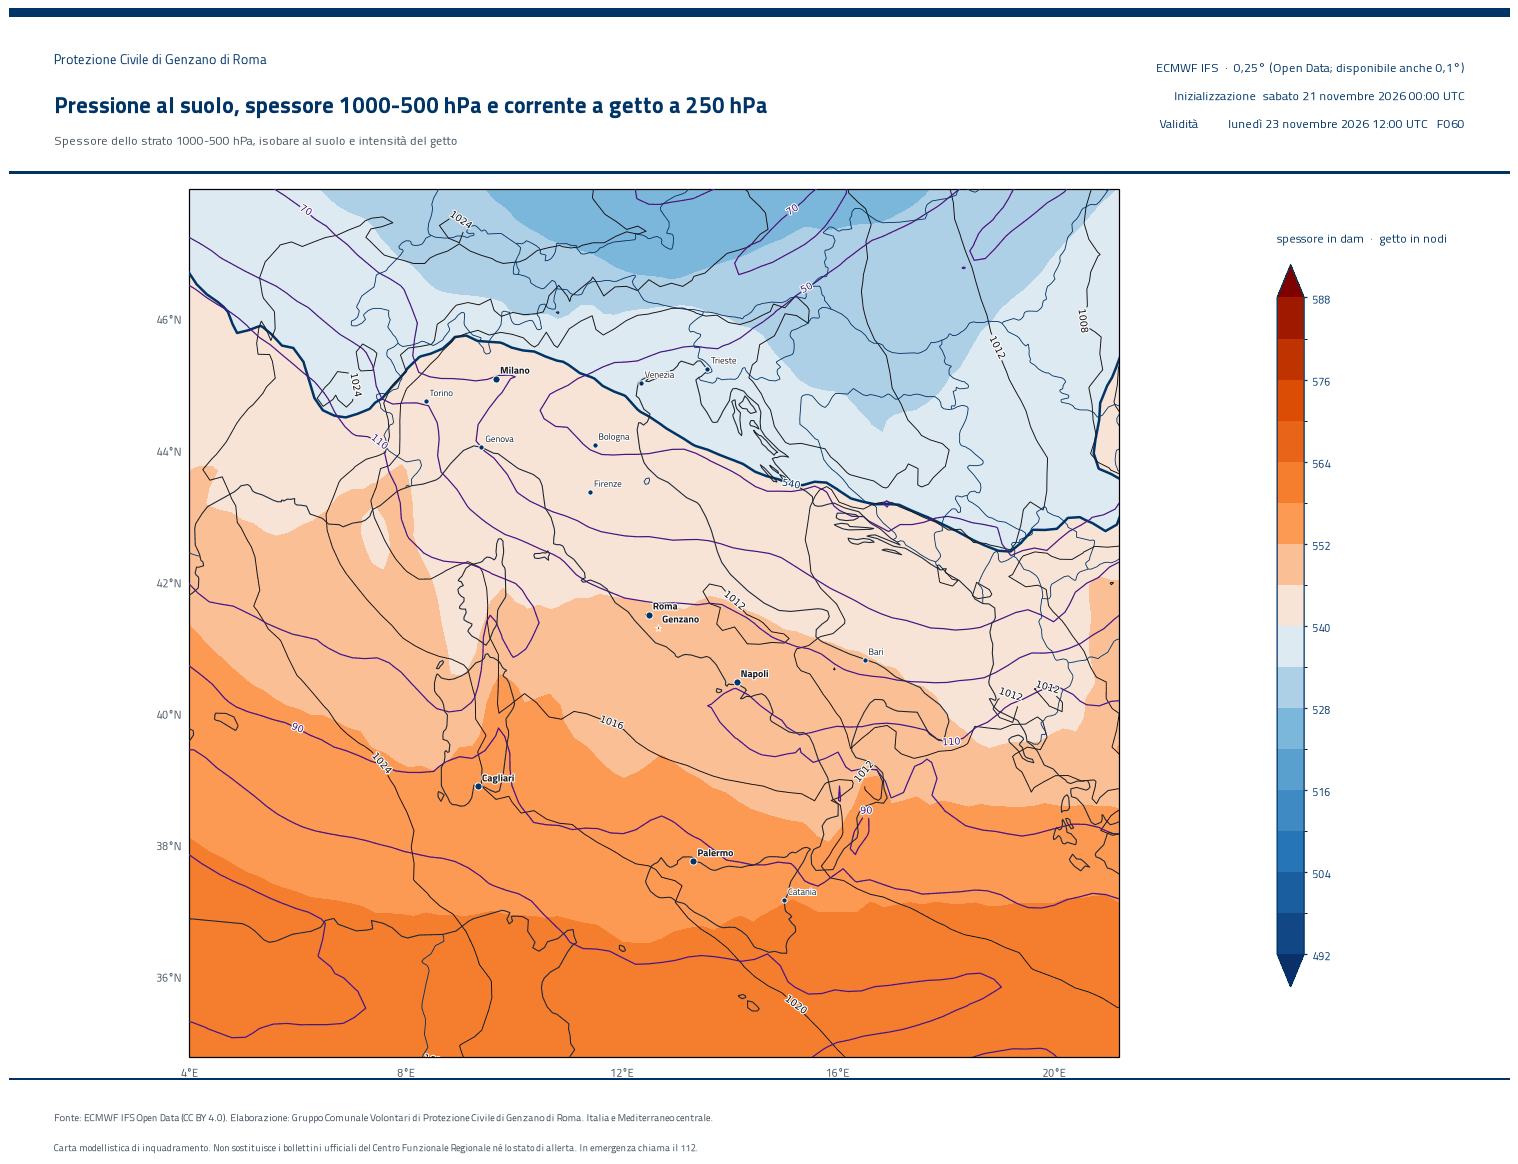 Protezione Civile di Genzano di Roma
Pressione al suolo, spessore 1000-500 hPa e corrente a getto a 250 hPa
Spessore dello strato 1000-500 hPa, isobare al suolo e intensità del getto
ECMWF IFS · 0,25° (Open Data; disponibile anche 0,1°)
Inizializzazione sabato 21 novembre 2026 00:00 UTC
Validità lunedì 23 novembre 2026 12:00 UTC F060
spessore in dam · getto in nodi
588
576
564
552
540
528
516
504
492
46°N
44°N
42°N
40°N
38°N
36°N
4°E
8°E
12°E
16°E
20°E
70
1024
70
50
1008
1012
1024
110
540
1012
1012
1012
1016
90
1024
110
1012
90
1020
Milano
Torino
Venezia
Trieste
Genova
Bologna
Firenze
Roma
Genzano
Napoli
Bari
Cagliari
Palermo
Catania
Fonte: ECMWF IFS Open Data (CC BY 4.0). Elaborazione: Gruppo Comunale Volontari di Protezione Civile di Genzano di Roma. Italia e Mediterraneo centrale.
Carta modellistica di inquadramento. Non sostituisce i bollettini ufficiali del Centro Funzionale Regionale né lo stato di allerta. In emergenza chiama il 112.